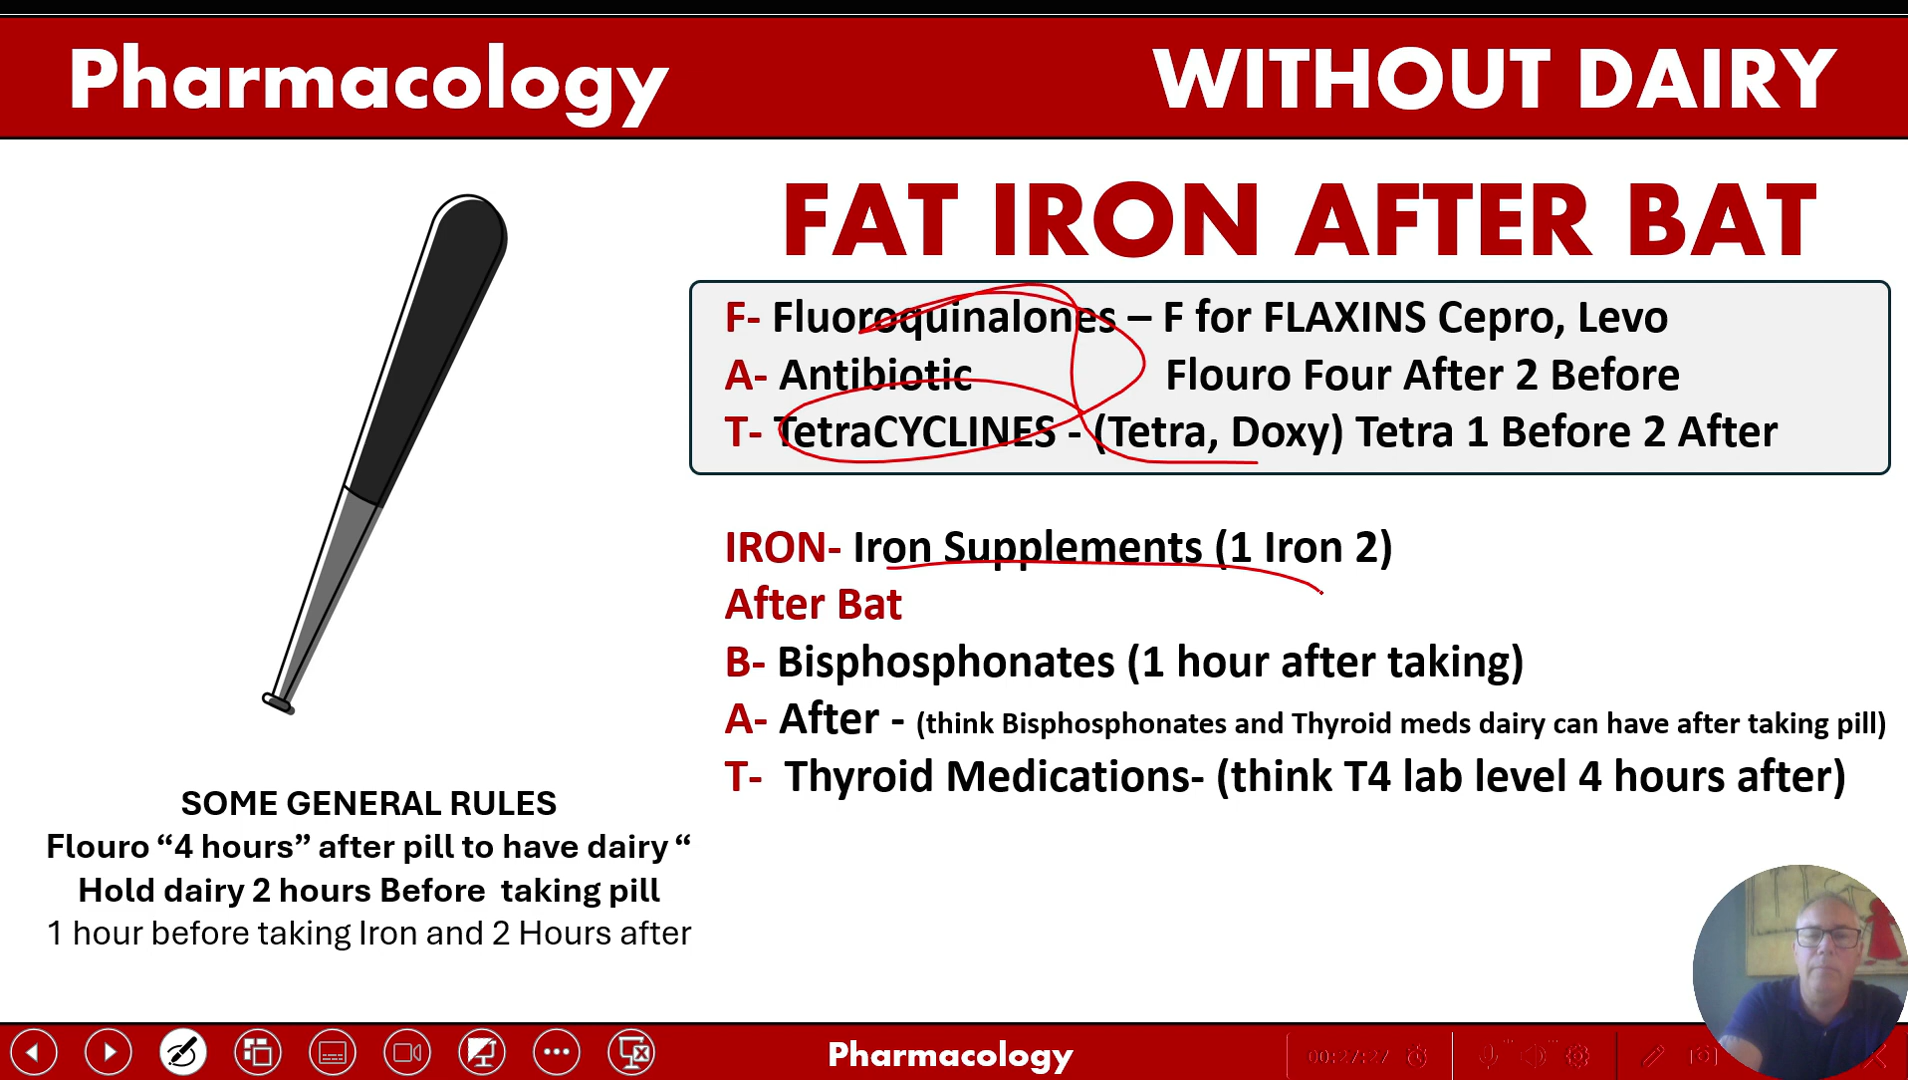 Pharmacology
WITHOUT DAIRY
FAT IRON AFTER BAT
F- Fluoroquinalones – F for FLAXINS Cepro, Levo
A- Antibiotic Flouro Four After 2 Before
T- TetraCYCLINES - (Tetra, Doxy) Tetra 1 Before 2 After
IRON- Iron Supplements (1 Iron 2)
After Bat
B- Bisphosphonates (1 hour after taking)
A- After - (think Bisphosphonates and Thyroid meds dairy can have after taking pill)
T- Thyroid Medications- (think T4 lab level 4 hours after)
SOME GENERAL RULES
Flouro “4 hours” after pill to have dairy “
Hold dairy 2 hours Before taking pill
1 hour before taking Iron and 2 Hours after
Pharmacology
00:27:27